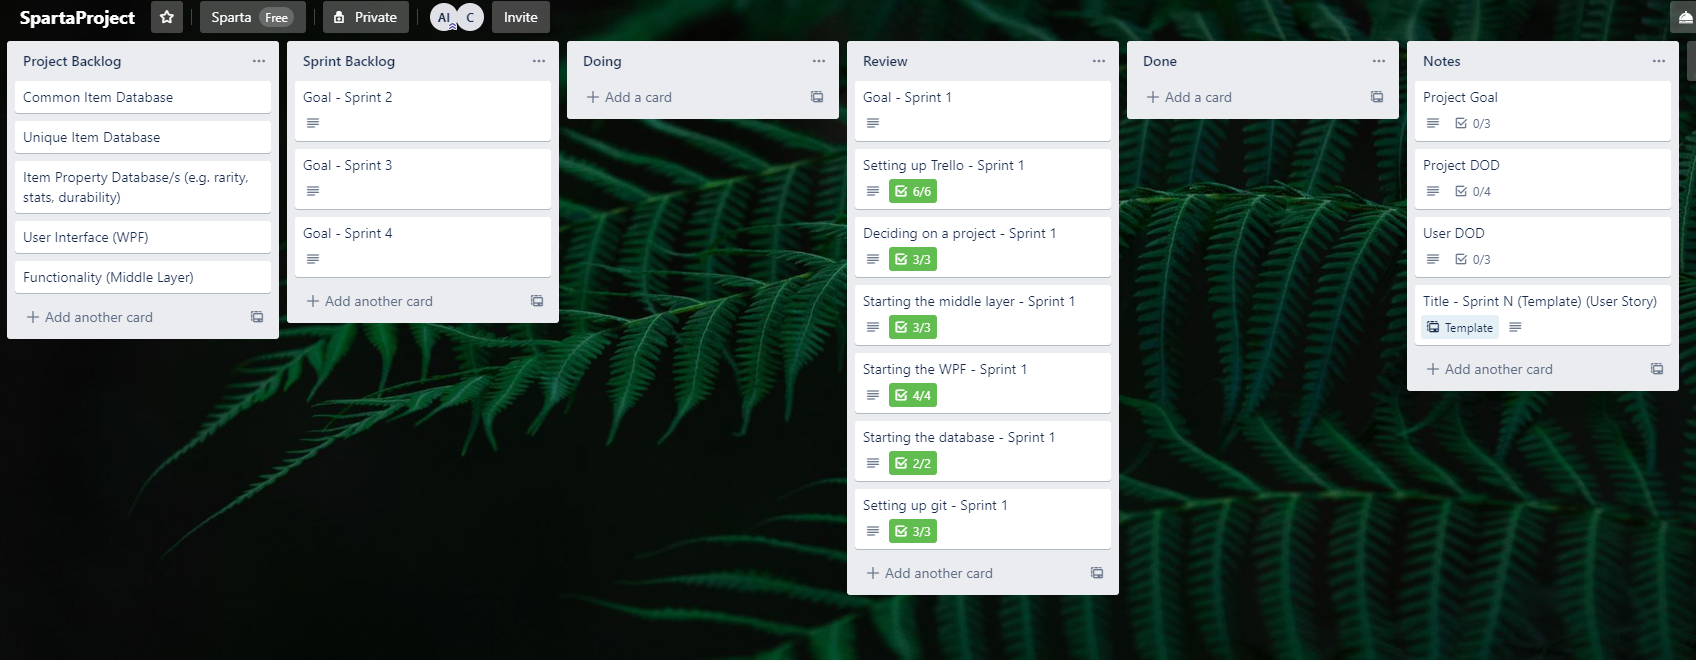 SpartaProject
Sparta Free
Private
AI C
Invite
Project Backlog
Common Item Database
Unique Item Database
Item Property Database/s (e.g. rarity,
stats, durability)
User Interface (WPF)
Functionality (Middle Layer)
+ Add another card
Sprint Backlog
Goal - Sprint 2
Goal - Sprint 3
Goal - Sprint 4
+ Add another card
Doing
+ Add a card
Review
Goal - Sprint 1
Setting up Trello - Sprint 1
6/6
Deciding on a project - Sprint 1
3/3
Starting the middle layer - Sprint 1
3/3
Starting the WPF - Sprint 1
4/4
Starting the database - Sprint 1
2/2
Setting up git - Sprint 1
3/3
+ Add another card
Done
+ Add a card
Notes
Project Goal
0/3
Project DOD
0/4
User DOD
0/3
Title - Sprint N (Template) (User Story)
Template
+ Add another card